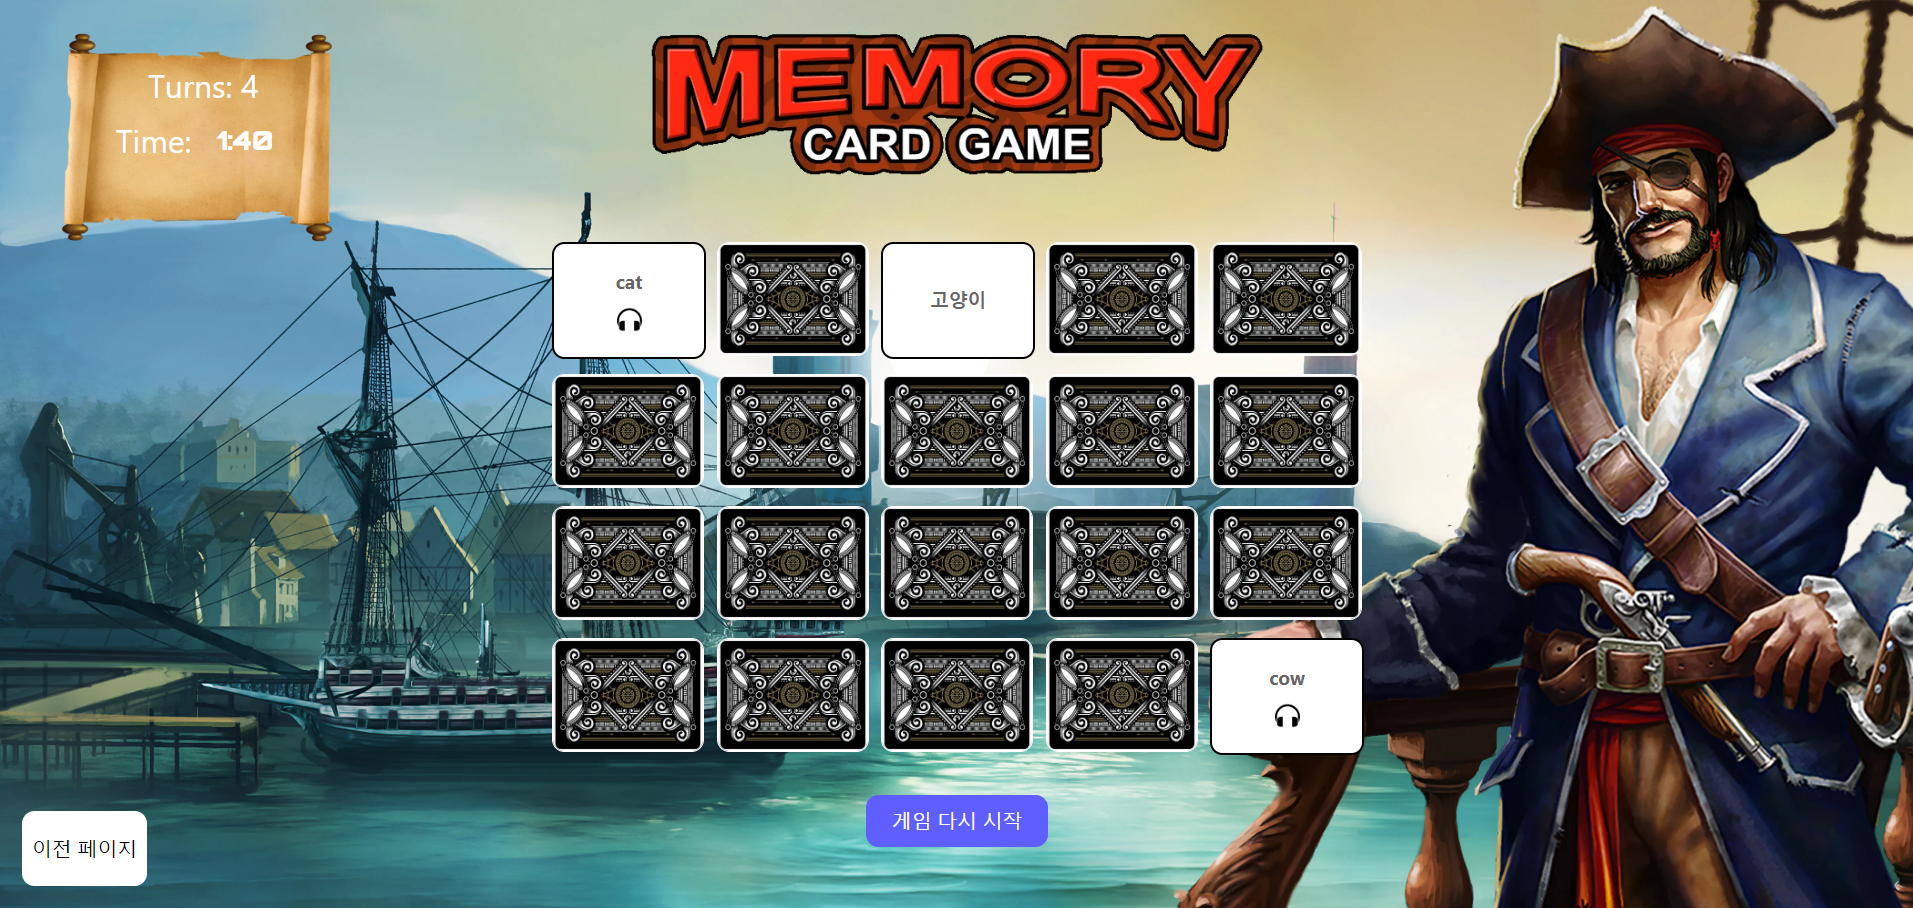 Turns: 4
Time: 1:40
MEMORY
CARD GAME
cat
고양이
cow
게임 다시 시작
이전 페이지